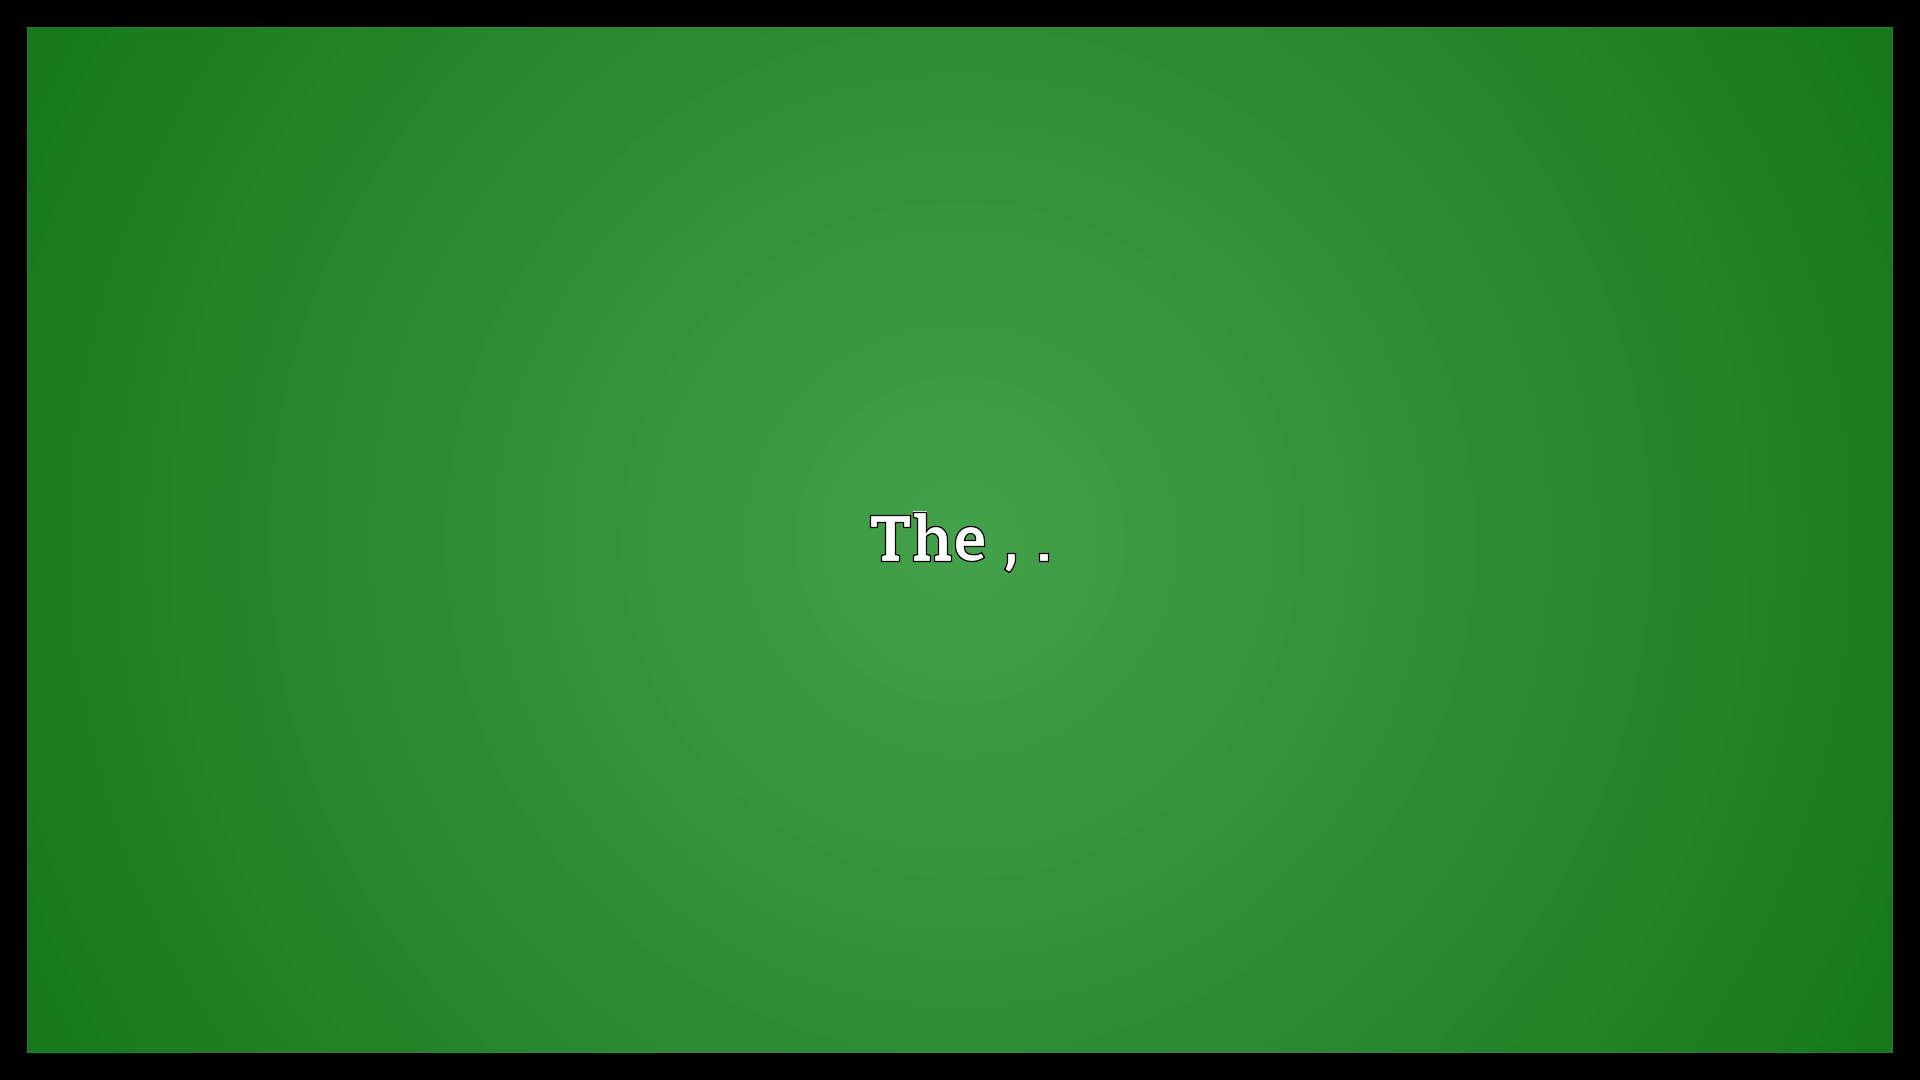 The , .